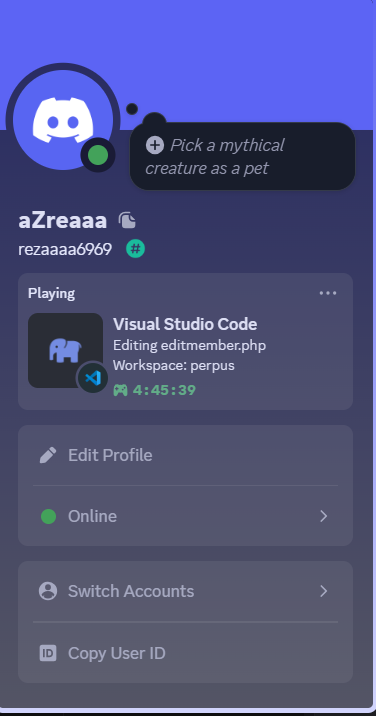 Pick a mythical
creature as a pet
aZreaaa
rezaaaa6969 #
Playing
Visual Studio Code
Editing editmember.php
Workspace: perpus
4:45:39
Edit Profile
Online
Switch Accounts
ID Copy User ID